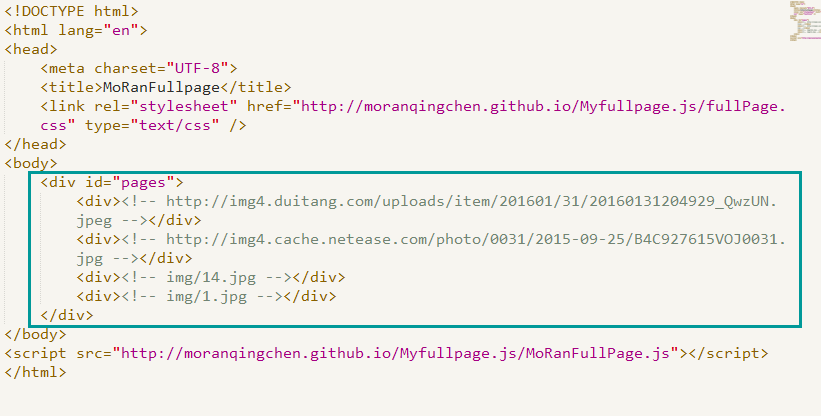 <!DOCTYPE html>
<html lang="en">
<head>
    <meta charset="UTF-8">
    <title>MoRanFullpage</title>
    <link rel="stylesheet" href="http://moranqingchen.github.io/Myfullpage.js/fullPage.
    css" type="text/css" />
</head>
<body>
    <div id="pages">
        <div><!-- http://img4.duitang.com/uploads/item/201601/31/20160131204929_QwzUN.
        jpeg --></div>
        <div><!-- http://img4.cache.netease.com/photo/0031/2015-09-25/B4C927615VOJ0031.
        jpg --></div>
        <div><!-- img/14.jpg --></div>
        <div><!-- img/1.jpg --></div>
    </div>
</body>
<script src="http://moranqingchen.github.io/Myfullpage.js/MoRanFullPage.js"></script>
</html>